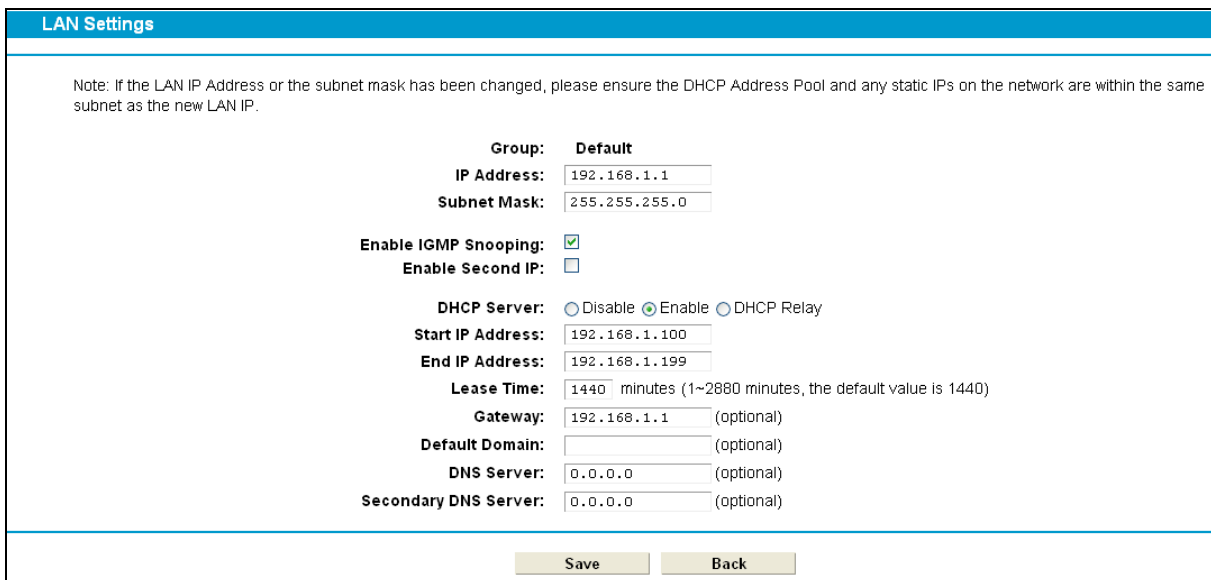 LAN Settings
Note: If the LAN IP Address or the subnet mask has been changed, please ensure the DHCP Address Pool and any static IPs on the network are within the same
subnet as the new LAN IP.
Group: Default
IP Address: 192.168.1.1
Subnet Mask: 255.255.255.0
Enable IGMP Snooping:
Enable Second IP:
DHCP Server: Disable Enable DHCP Relay
Start IP Address: 192.168.1.100
End IP Address: 192.168.1.199
Lease Time: 1440 minutes (1~2880 minutes, the default value is 1440)
Gateway: 192.168.1.1 (optional)
Default Domain: (optional)
DNS Server: 0.0.0.0 (optional)
Secondary DNS Server: 0.0.0.0 (optional)
Save Back